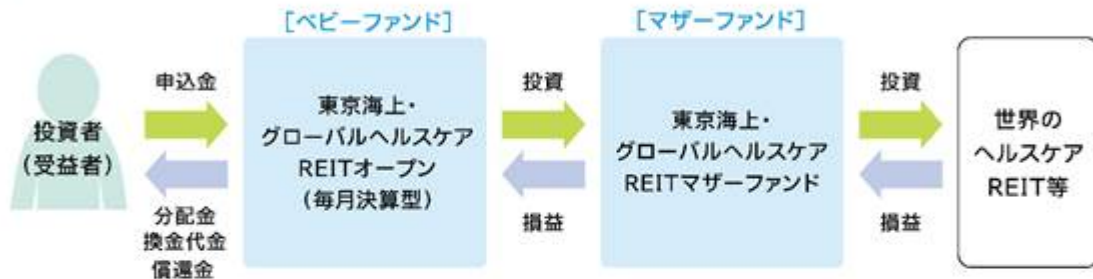 [ベビーファンド]
[マザーファンド]
投資者
(受益者)
申込金
分配金
換金代金
償還金
東京海上・
グローバルヘルスケア
REITオープン
(毎月決算型)
投資
損益
東京海上・
グローバルヘルスケア
REITマザーファンド
投資
損益
世界の
ヘルスケア
REIT等